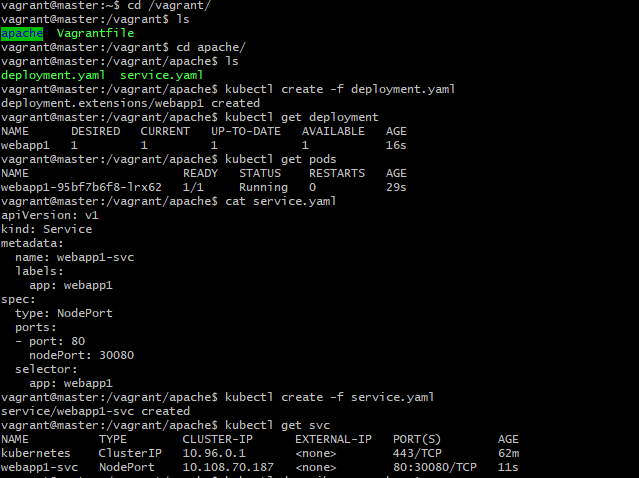 vagrant@master:~$ cd /vagrant/
vagrant@master:/vagrant$ ls
apache  Vagrantfile
vagrant@master:/vagrant$ cd apache/
vagrant@master:/vagrant/apache$ ls
deployment.yaml  service.yaml
vagrant@master:/vagrant/apache$ kubectl create -f deployment.yaml
deployment.extensions/webapp1 created
vagrant@master:/vagrant/apache$ kubectl get deployment
NAME      DESIRED   CURRENT   UP-TO-DATE   AVAILABLE   AGE
webapp1   1         1         1            1           16s
vagrant@master:/vagrant/apache$ kubectl get pods
NAME                      READY   STATUS    RESTARTS   AGE
webapp1-95bf7b6f8-lrx62   1/1     Running   0          29s
vagrant@master:/vagrant/apache$ cat service.yaml
apiVersion: v1
kind: Service
metadata:
  name: webapp1-svc
  labels:
    app: webapp1
spec:
  type: NodePort
  ports:
  - port: 80
    nodePort: 30080
  selector:
    app: webapp1
vagrant@master:/vagrant/apache$ kubectl create -f service.yaml
service/webapp1-svc created
vagrant@master:/vagrant/apache$ kubectl get svc
NAME          TYPE        CLUSTER-IP      EXTERNAL-IP   PORT(S)        AGE
kubernetes    ClusterIP   10.96.0.1       <none>        443/TCP        62m
webapp1-svc   NodePort    10.108.70.187   <none>        80:30080/TCP   11s